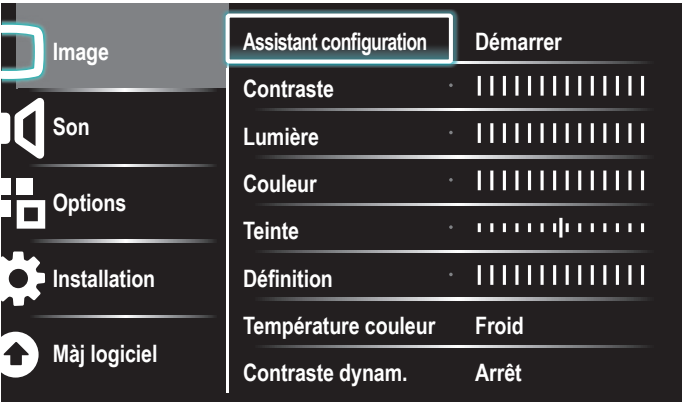 Image
Son
Options
Installation
Màj logiciel
Assistant configuration Démarrer
Contraste
Lumière
Couleur
Teinte
Définition
Température couleur Froid
Contraste dynam. Arrêt